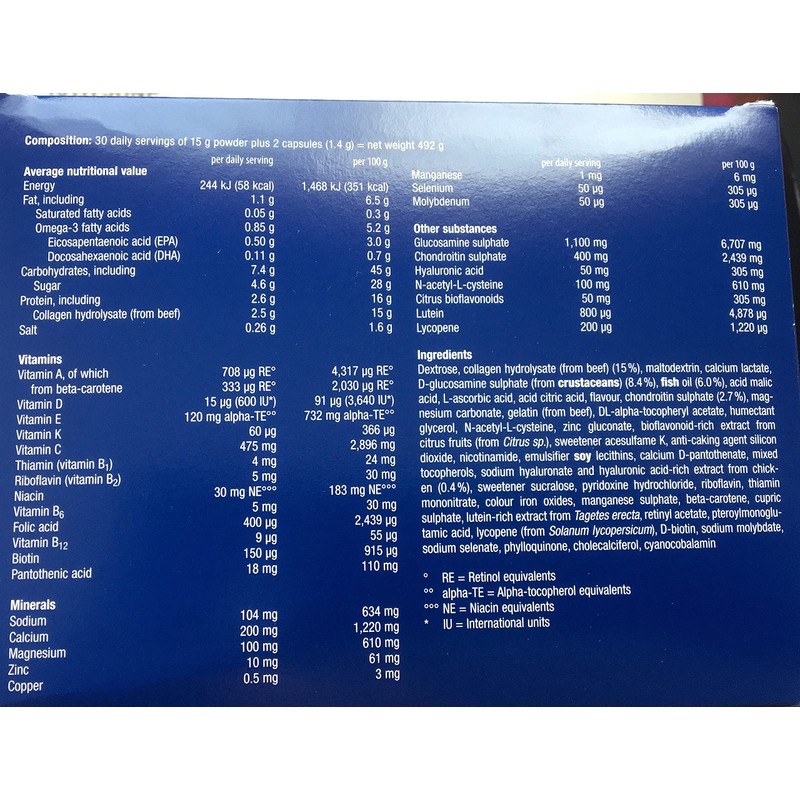 Composition: 30 daily servings of 15 g powder plus 2 capsules (1.4 g) = net weight 492 g
per daily serving per 100 g
Average nutritional value
Energy 244 kJ (58 kcal) 1,468 kJ (351 kcal)
Fat, including 1.1 g 6.5 g
Saturated fatty acids 0.05 g 0.3 g
Omega-3 fatty acids 0.85 g 5.2 g
Eicosapentaenoic acid (EPA) 0.50 g 3.0 g
Docosahexaenoic acid (DHA) 0.11 g 0.7 g
Carbohydrates, including 7.4 g 45 g
Sugar 4.6 g 28 g
Protein, including 2.6 g 16 g
Collagen hydrolysate (from beef) 2.5 g 15 g
Salt 0.26 g 1.6 g
Vitamins
Vitamin A, of which 708 µg RE° 4,317 µg RE°
from beta-carotene 333 µg RE° 2,030 µg RE°
Vitamin D 15 µg (600 IU*) 91 µg (3,640 IU*)
Vitamin E 120 mg alpha-TE°° 732 mg alpha-TE°°
Vitamin K 60 µg 366 µg
Vitamin C 475 mg 2,896 mg
Thiamin (vitamin B1) 4 mg 24 mg
Riboflavin (vitamin B2) 5 mg 30 mg
Niacin 30 mg NE°°° 183 mg NE°°°
Vitamin B6 5 mg 30 mg
Folic acid 400 µg 2,439 µg
Vitamin B12 9 µg 55 µg
Biotin 150 µg 915 µg
Pantothenic acid 18 mg 110 mg
Minerals
Sodium 104 mg 634 mg
Calcium 200 mg 1,220 mg
Magnesium 100 mg 610 mg
Zinc 10 mg 61 mg
Copper 0.5 mg 3 mg
per daily serving per 100 g
Manganese 1 mg 6 mg
Selenium 50 µg 305 µg
Molybdenum 50 µg 305 µg
Other substances
Glucosamine sulphate 1,100 mg 6,707 mg
Chondroitin sulphate 400 mg 2,439 mg
Hyaluronic acid 50 mg 305 mg
N-acetyl-L-cysteine 100 mg 610 mg
Citrus bioflavonoids 50 mg 305 mg
Lutein 800 µg 4,878 µg
Lycopene 200 µg 1,220 µg
Ingredients
Dextrose, collagen hydrolysate (from beef) (15 %), maltodextrin, calcium lactate,
D-glucosamine sulphate (from crustaceans) (8.4 %), fish oil (6.0 %), acid malic
acid, L-ascorbic acid, acid citric acid, flavour, chondroitin sulphate (2.7 %), mag-
nesium carbonate, gelatin (from beef), DL-alpha-tocopheryl acetate, humectant
glycerol, N-acetyl-L-cysteine, zinc gluconate, bioflavonoid-rich extract from
citrus fruits (from Citrus sp.), sweetener acesulfame K, anti-caking agent silicon
dioxide, nicotinamide, emulsifier soy lecithins, calcium D-pantothenate, mixed
tocopherols, sodium hyaluronate and hyaluronic acid-rich extract from chick-
en (0.4 %), sweetener sucralose, pyridoxine hydrochloride, riboflavin, thiamin
mononitrate, colour iron oxides, manganese sulphate, beta-carotene, cupric
sulphate, lutein-rich extract from Tagetes erecta, retinyl acetate, pteroylmonoglu-
tamic acid, lycopene (from Solanum lycopersicum), D-biotin, sodium molybdate,
sodium selenate, phylloquinone, cholecalciferol, cyanocobalamin
° RE = Retinol equivalents
°° alpha-TE = Alpha-tocopherol equivalents
°°° NE = Niacin equivalents
* IU = International units